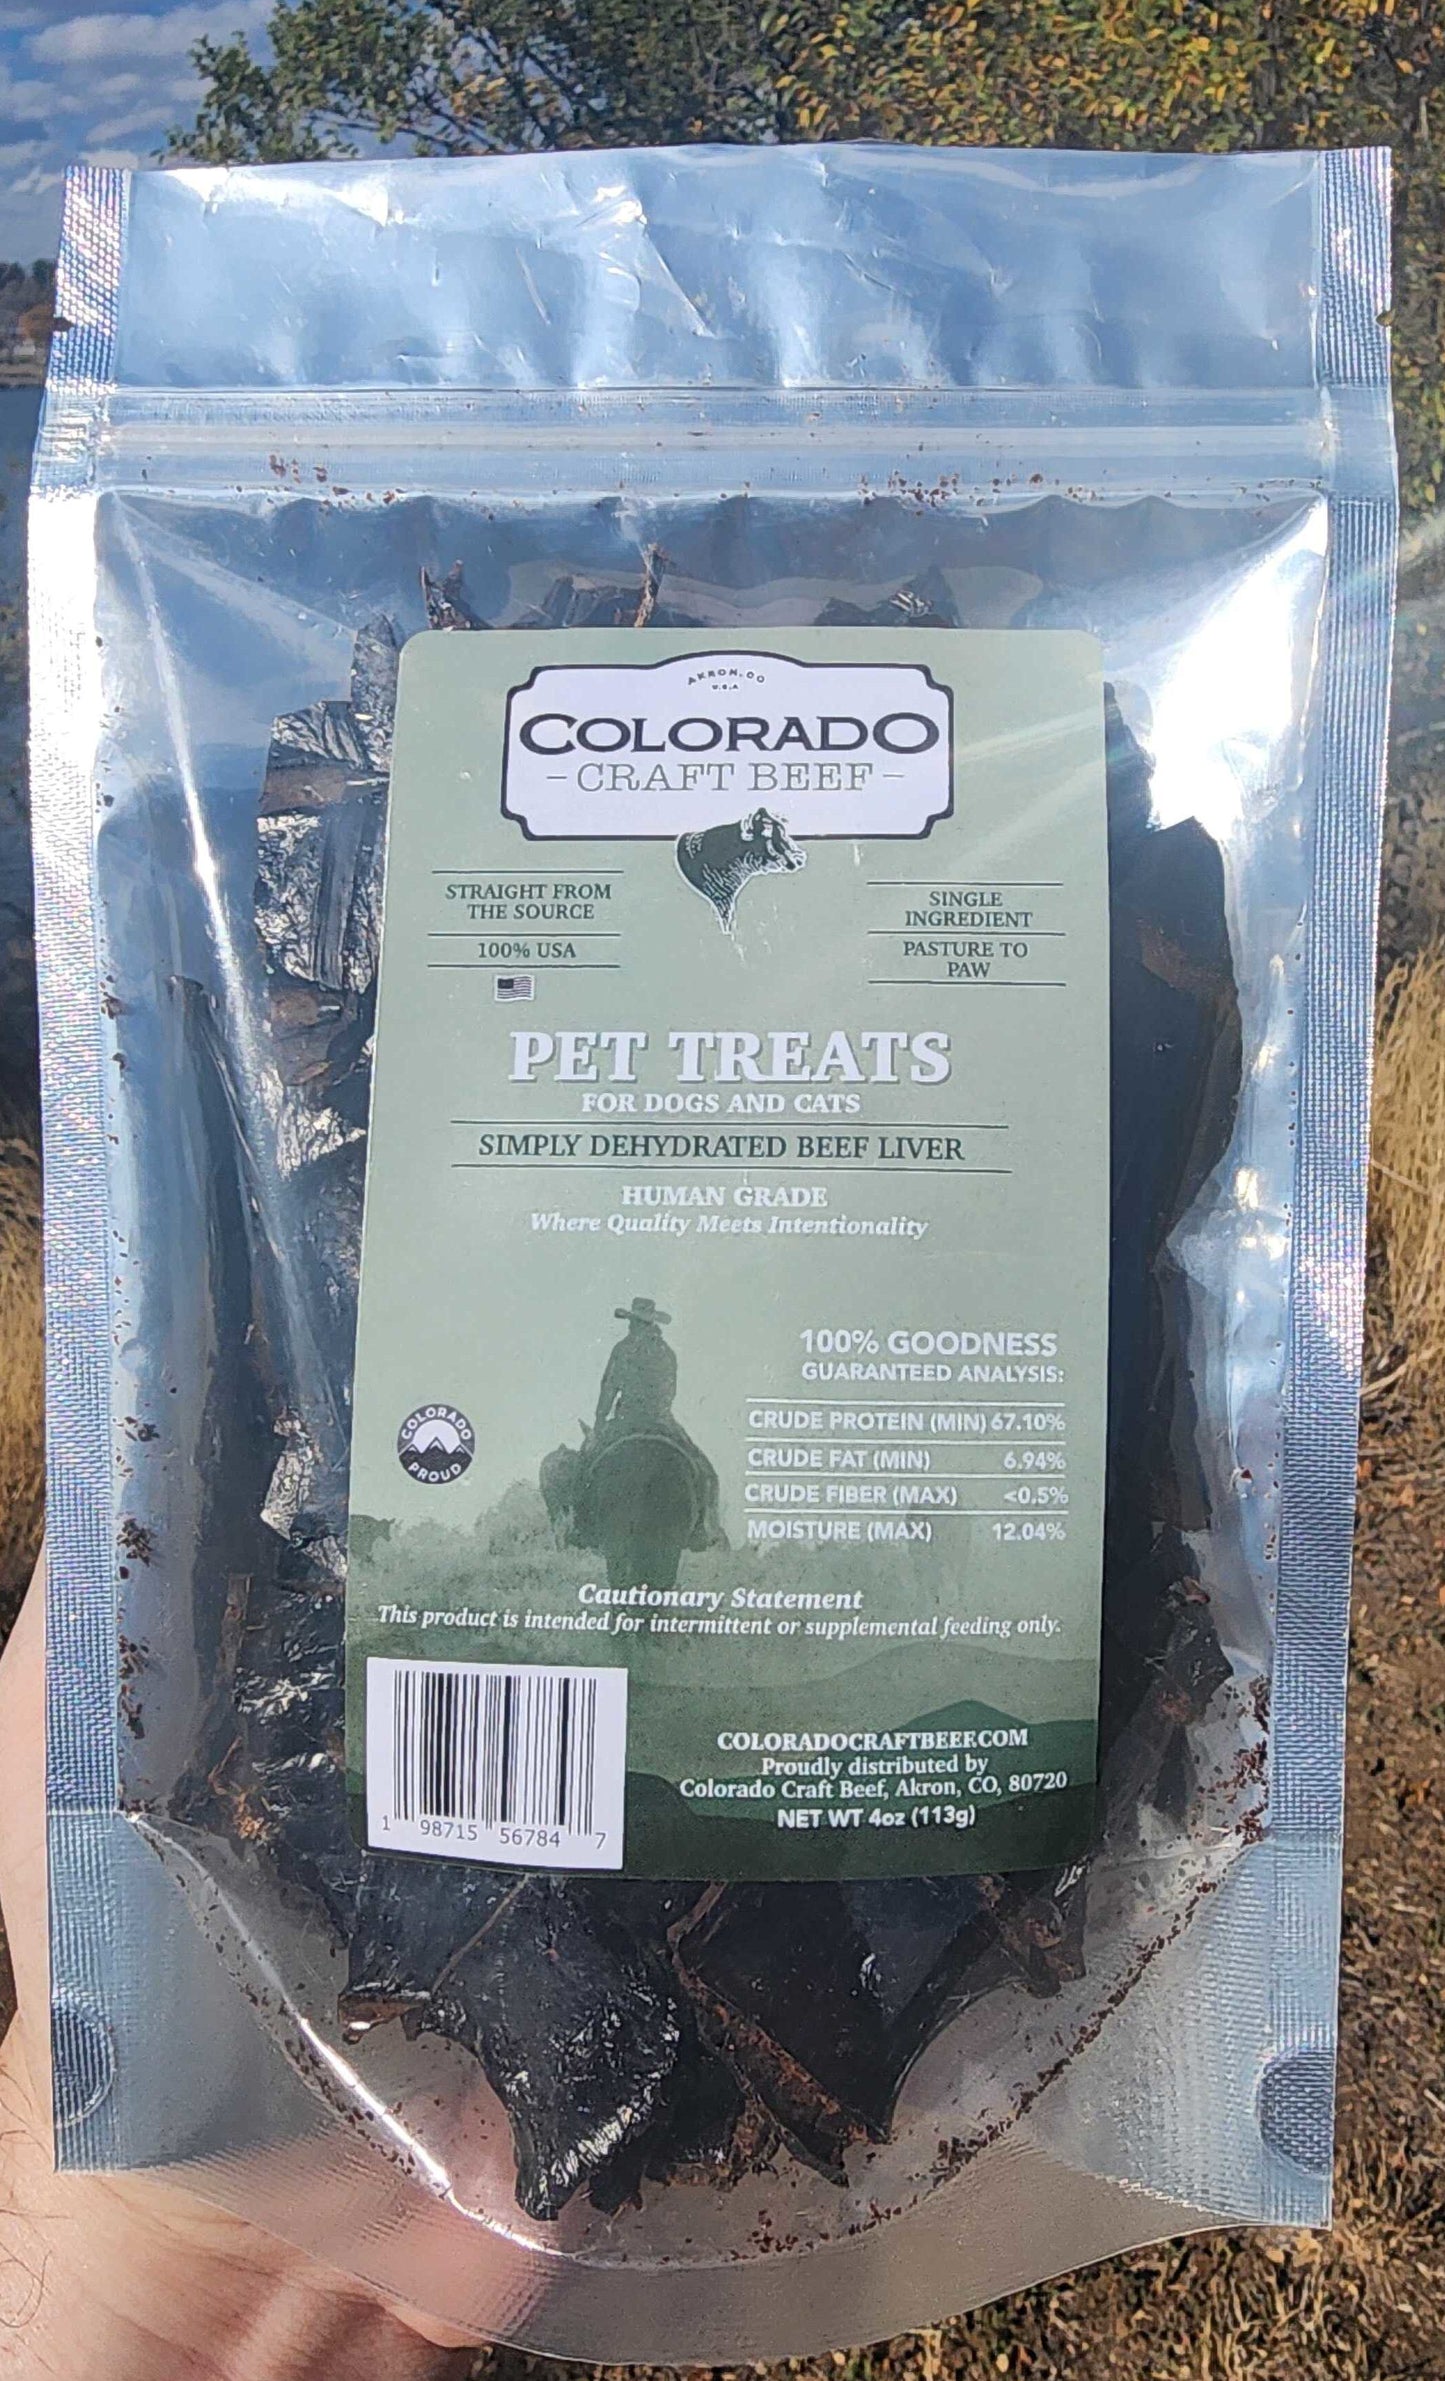 AKRON, CO
U.S.A
COLORADO
- CRAFT BEEF -
STRAIGHT FROM
THE SOURCE
100% USA
SINGLE
INGREDIENT
PASTURE TO
PAW
PET TREATS
FOR DOGS AND CATS
SIMPLY DEHYDRATED BEEF LIVER
HUMAN GRADE
Where Quality Meets Intentionality
100% GOODNESS
GUARANTEED ANALYSIS:
CRUDE PROTEIN (MIN) 67.10%
CRUDE FAT (MIN) 6.94%
CRUDE FIBER (MAX) <0.5%
MOISTURE (MAX) 12.04%
COLORADO
PROUD
Cautionary Statement
This product is intended for intermittent or supplemental feeding only.
1 98715 56784 7
COLORADOCRAFTBEEF.COM
Proudly distributed by
Colorado Craft Beef, Akron, CO, 80720
NET WT 4oz (113g)